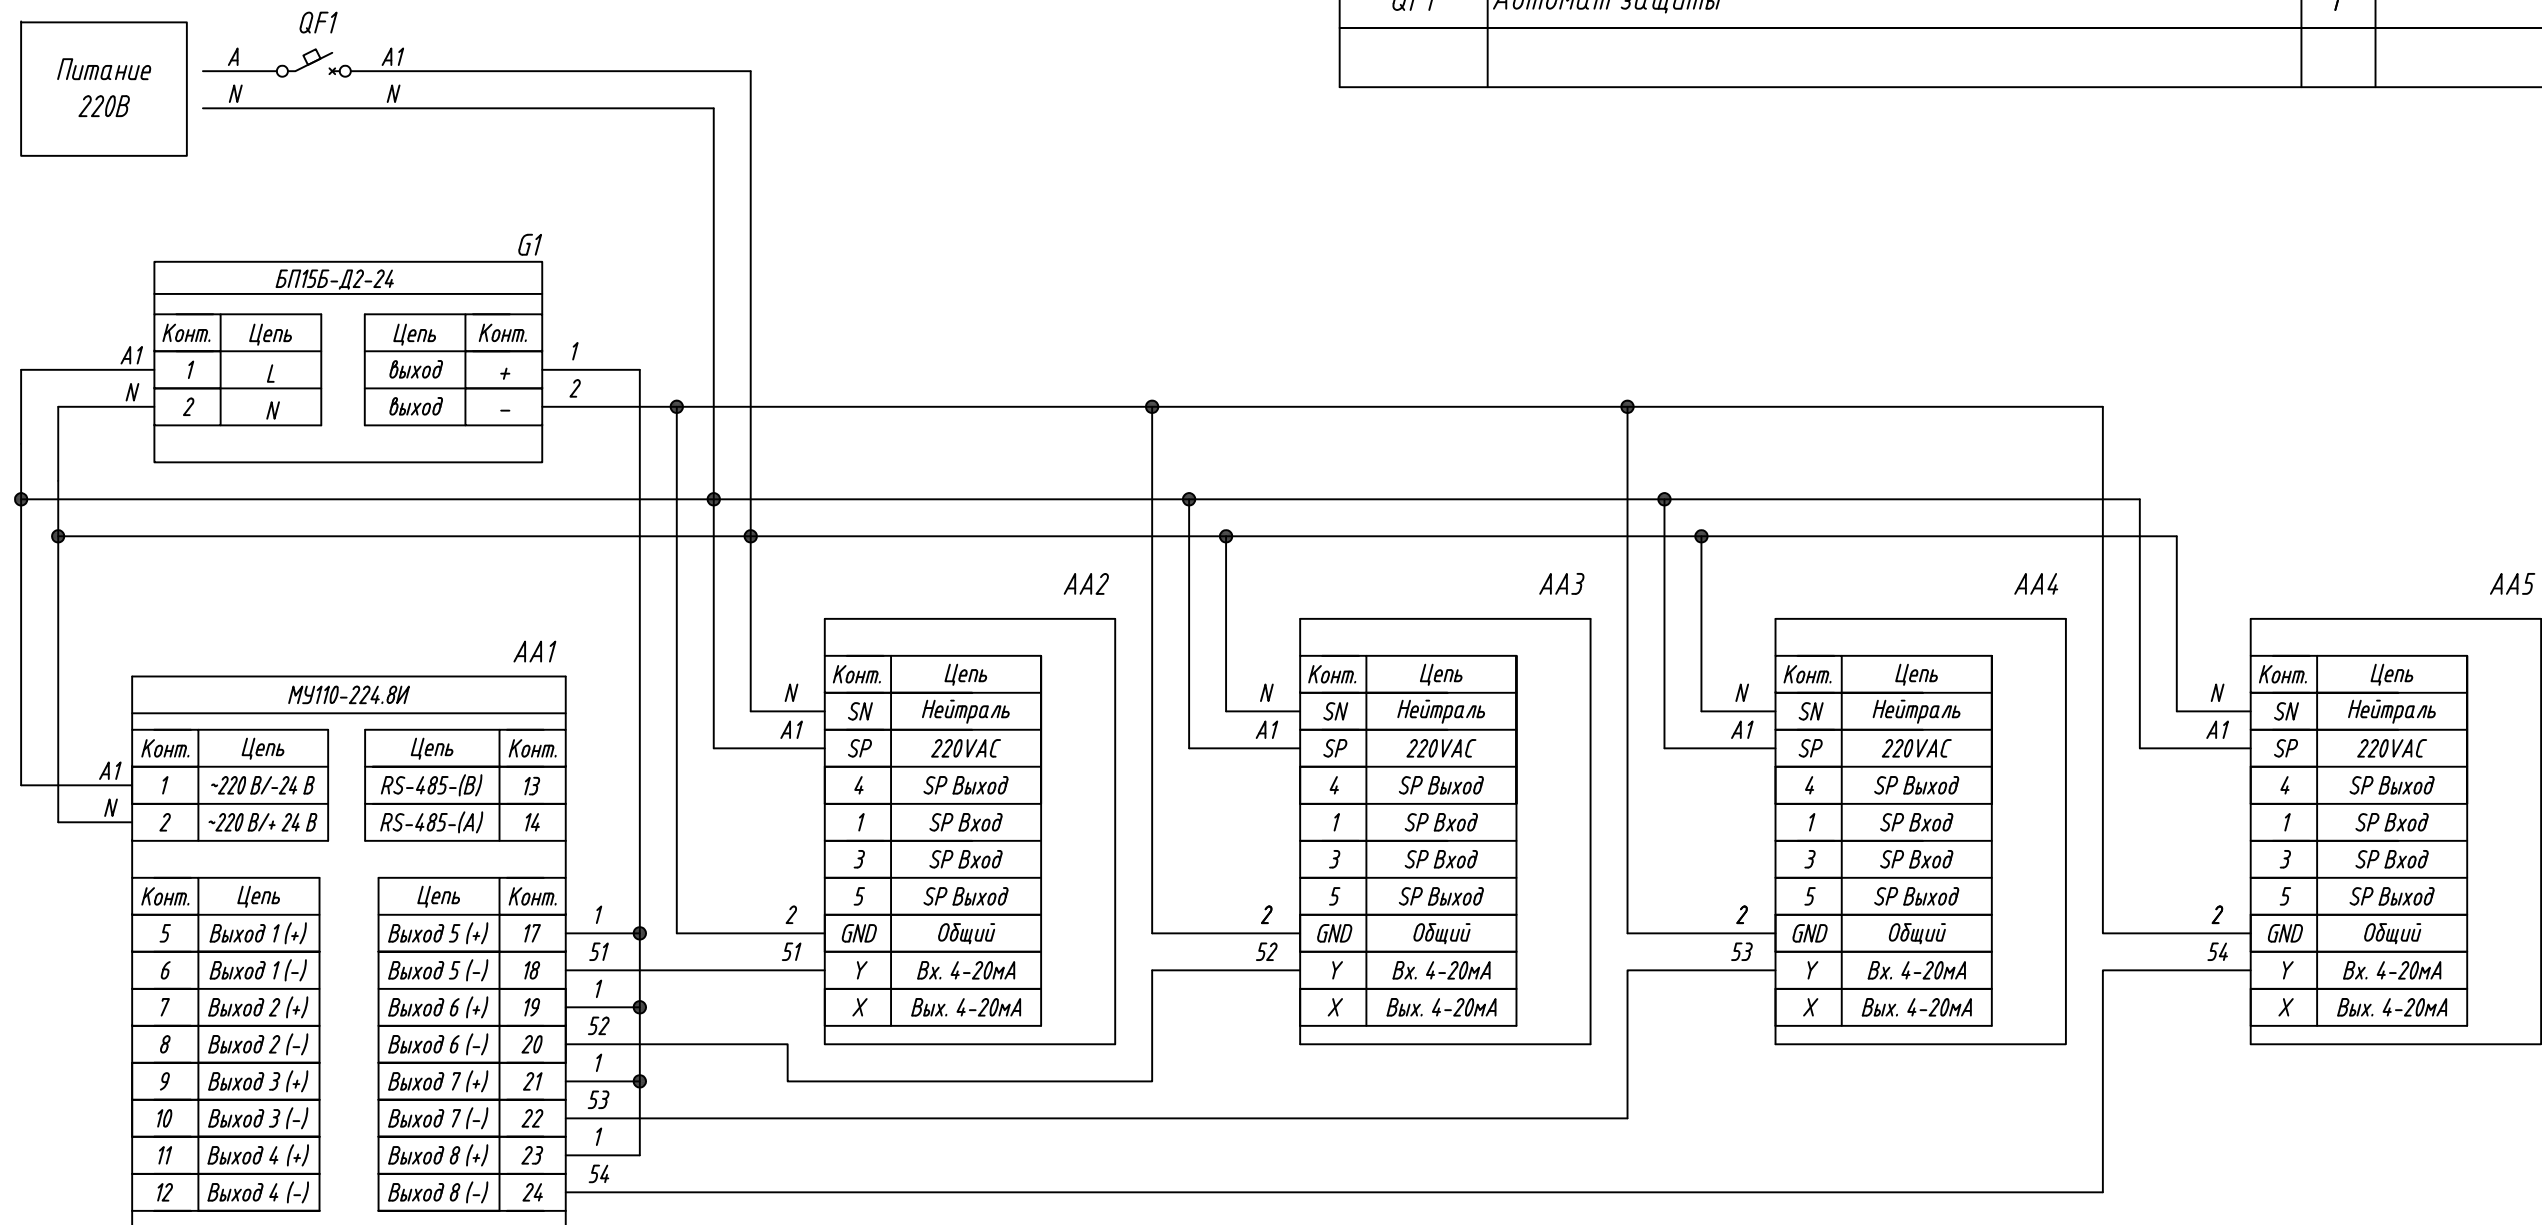 QF1 Автомат защиты 1
QF1
Питание
220В
A A1
N N
G1
БП15Б-Д2-24
Конт. Цепь Цепь Конт.
A1 1 L выход + 1
N 2 N выход - 2
AA1
МУ110-224.8И
Конт. Цепь Цепь Конт.
A1 1 ~220 В/-24 В RS-485-(B) 13
N 2 ~220 В/+ 24 В RS-485-(A) 14
Конт. Цепь Цепь Конт.
5 Выход 1 (+) Выход 5 (+) 17 1
6 Выход 1 (-) Выход 5 (-) 18 51
7 Выход 2 (+) Выход 6 (+) 19 1
8 Выход 2 (-) Выход 6 (-) 20 52
9 Выход 3 (+) Выход 7 (+) 21 1
10 Выход 3 (-) Выход 7 (-) 22 53
11 Выход 4 (+) Выход 8 (+) 23 1
12 Выход 4 (-) Выход 8 (-) 24 54
AA2
Конт. Цепь
N SN Нейтраль
A1 SP 220VAC
4 SP Выход
1 SP Вход
3 SP Вход
5 SP Выход
2 GND Общий
51 Y Вх. 4-20мА
X Вых. 4-20мА
AA3
Конт. Цепь
N SN Нейтраль
A1 SP 220VAC
4 SP Выход
1 SP Вход
3 SP Вход
5 SP Выход
2 GND Общий
52 Y Вх. 4-20мА
X Вых. 4-20мА
AA4
Конт. Цепь
N SN Нейтраль
A1 SP 220VAC
4 SP Выход
1 SP Вход
3 SP Вход
5 SP Выход
2 GND Общий
53 Y Вх. 4-20мА
X Вых. 4-20мА
AA5
Конт. Цепь
N SN Нейтраль
A1 SP 220VAC
4 SP Выход
1 SP Вход
3 SP Вход
5 SP Выход
2 GND Общий
54 Y Вх. 4-20мА
X Вых. 4-20мА